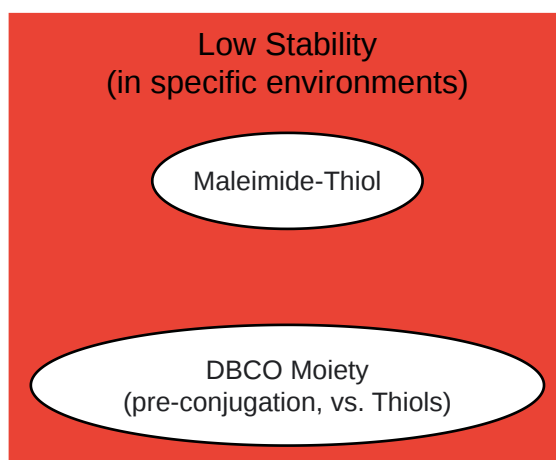 Low Stability
(in specific environments)
Maleimide-Thiol
DBCO Moiety
(pre-conjugation, vs. Thiols)